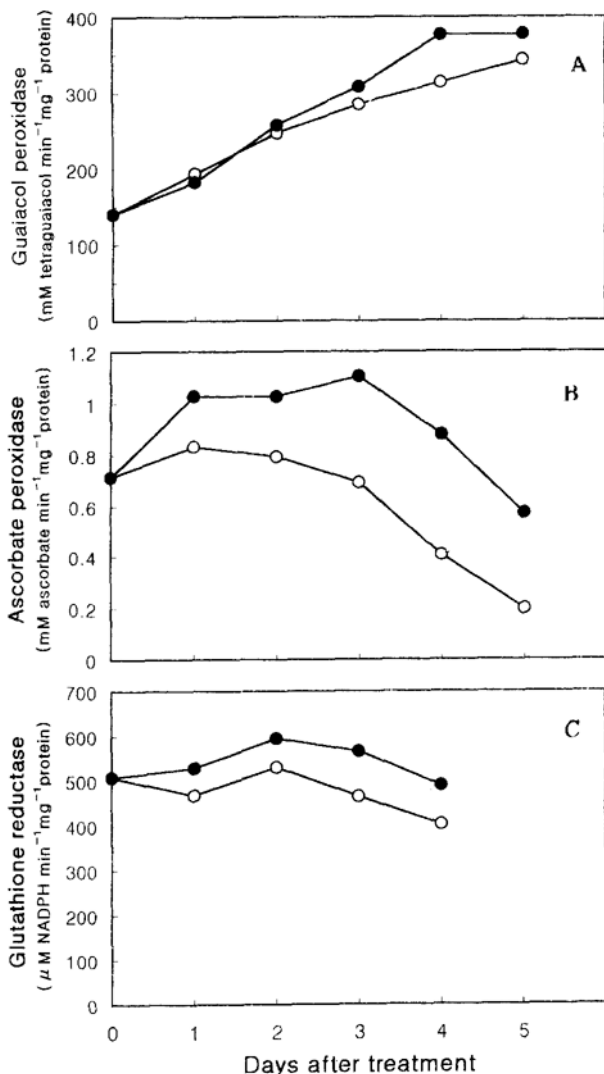 400
300
200
100
0
Guaiacol peroxidase
(mM tetraguaiacol min⁻¹mg⁻¹ protein)
A
1.2
1
0.8
0.6
0.4
0.2
0
Ascorbate peroxidase
(mM ascorbate min⁻¹mg⁻¹protein)
B
700
600
500
400
300
200
100
0
Glutathione reductase
(μM NADPH min⁻¹mg⁻¹protein)
C
0 1 2 3 4 5
Days after treatment